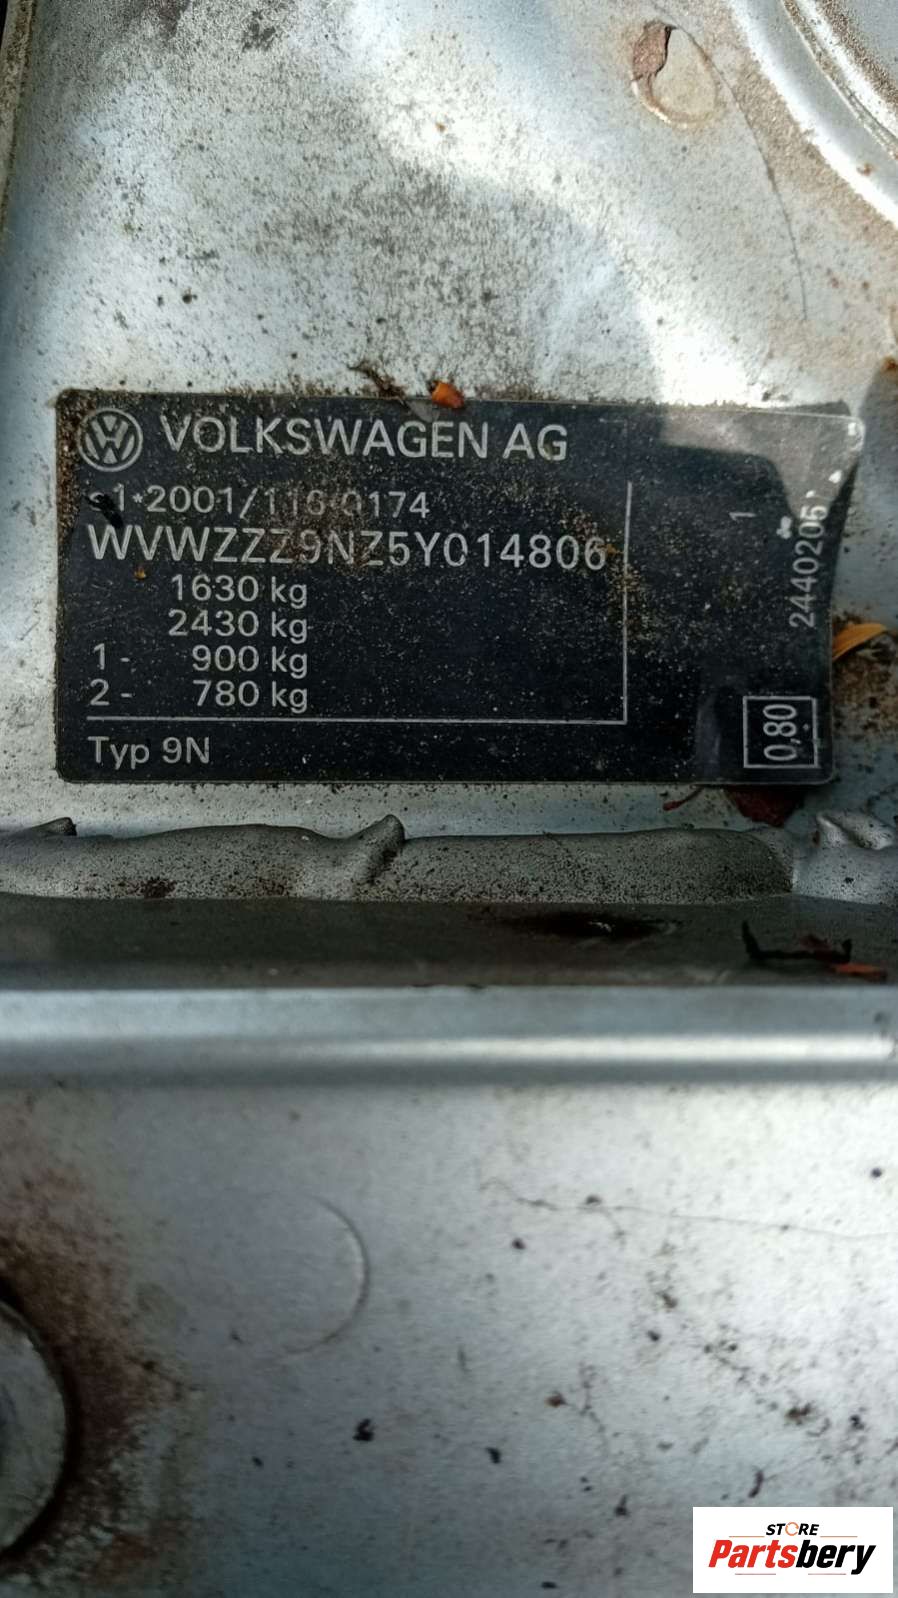 VOLKSWAGEN AG
e1*2001/116*0174
WVWZZZ9NZ5Y014806
1630 kg
2430 kg
1- 900 kg
2- 780 kg
Typ 9N
1
2440205
0,80
STORE
Partsbery